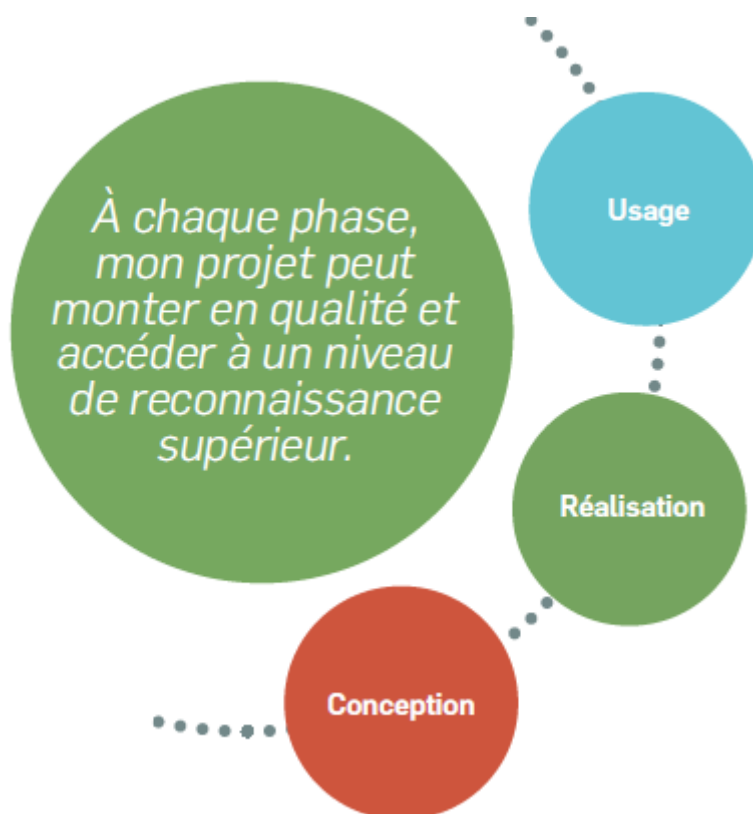 À chaque phase,
mon projet peut
monter en qualité et
accéder à un niveau
de reconnaissance
supérieur.
Usage
Réalisation
Conception